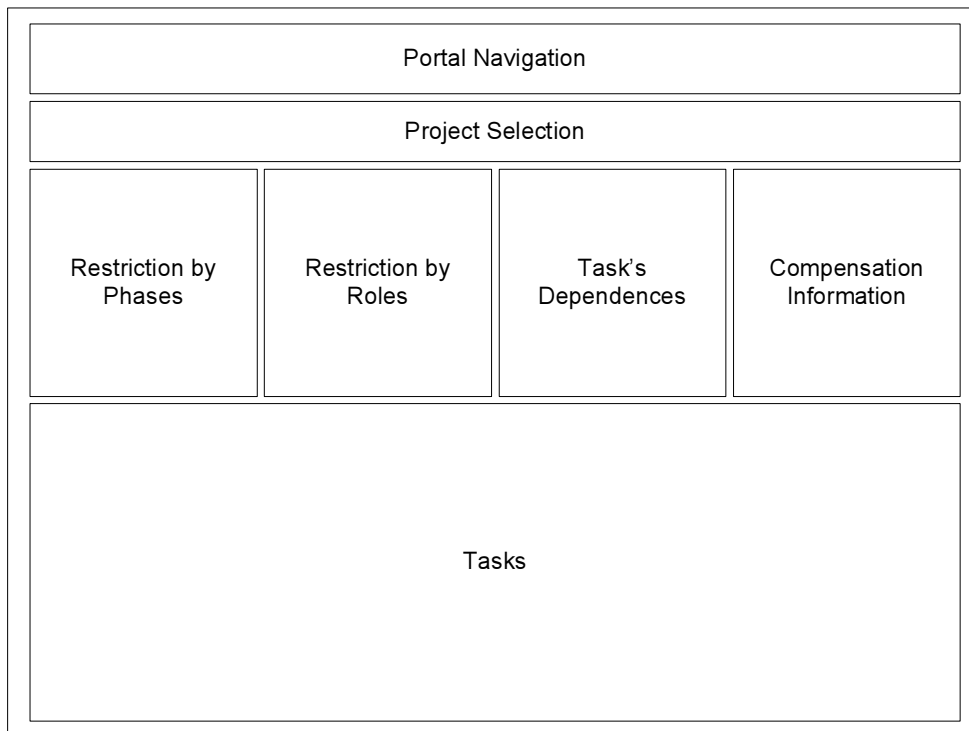 Portal Navigation
Project Selection
Restriction by
Phases
Restriction by
Roles
Task’s
Dependences
Compensation
Information
Tasks